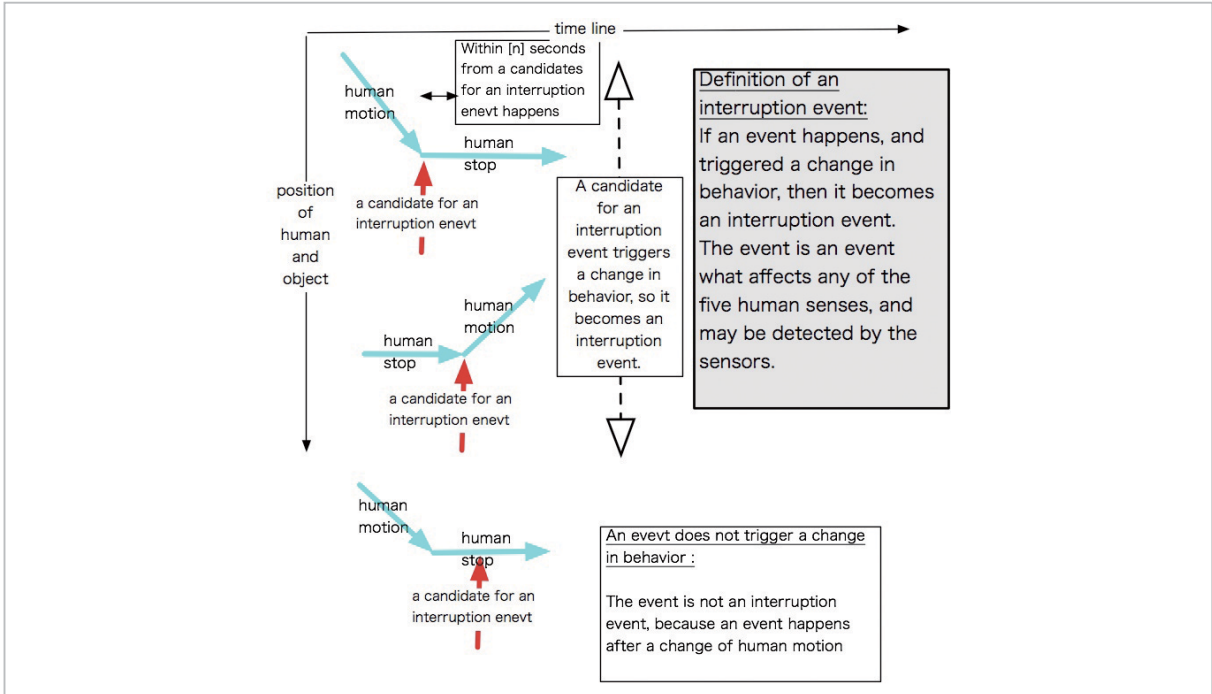 time line
Within [n] seconds
from a candidates
for an interruption
enevt happens
human
motion
human
stop
a candidate for an
interruption enevt
position
of
human
and
object
human
motion
human
stop
a candidate for an
interruption enevt
A candidate
for an
interruption
event triggers
a change in
behavior, so it
becomes an
interruption
event.
Definition of an
interruption event:
If an event happens, and
triggered a change in
behavior, then it becomes
an interruption event.
The event is an event
what affects any of the
five human senses, and
may be detected by the
sensors.
human
motion
human
stop
a candidate for an
interruption enevt
An evevt does not trigger a change
in behavior :
The event is not an interruption
event, because an event happens
after a change of human motion